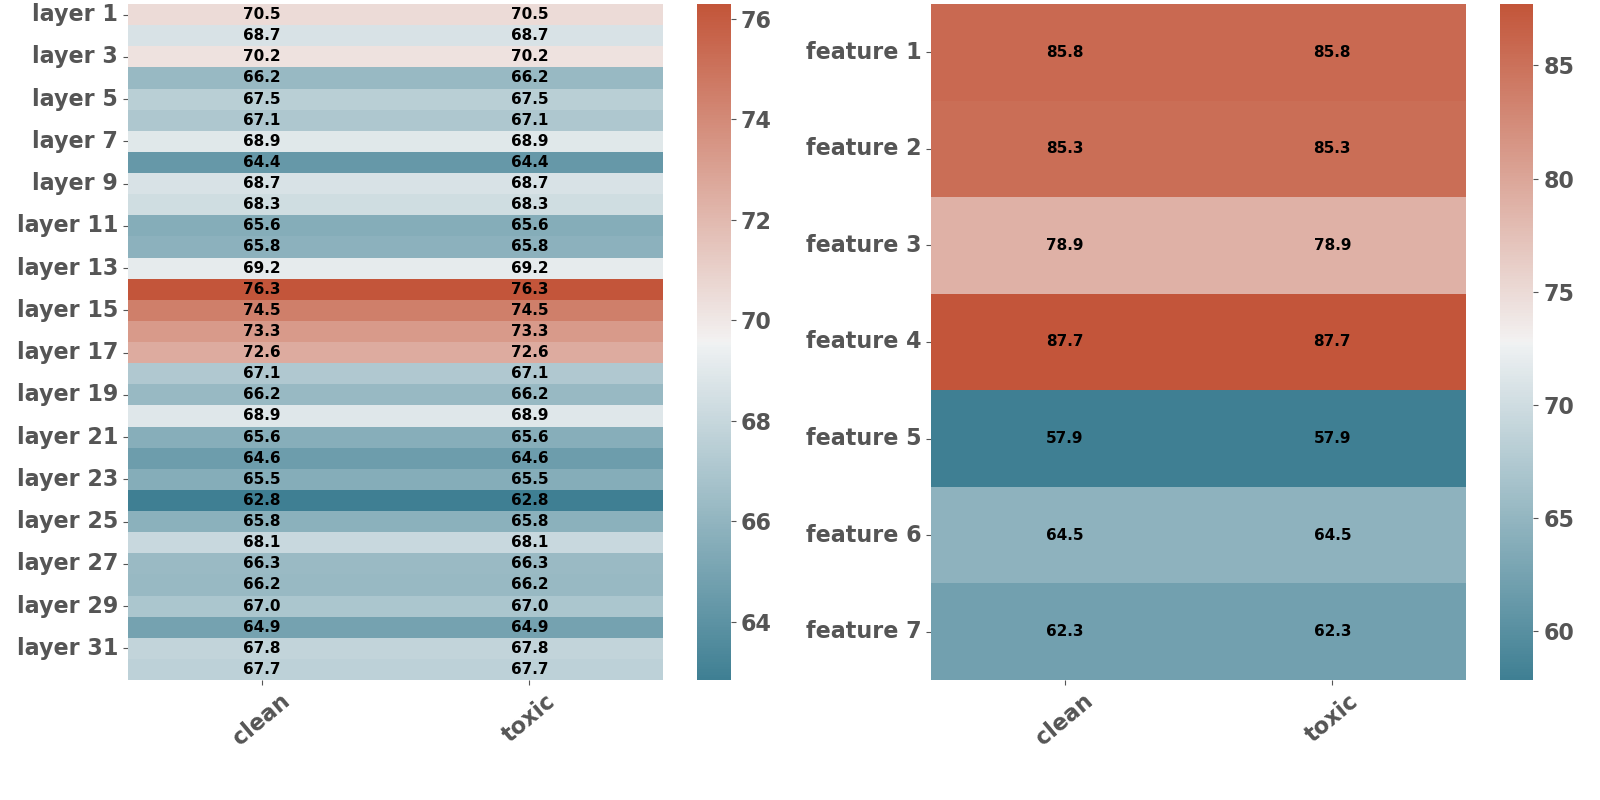 layer 1 70.5 70.5
68.7 68.7
layer 3 70.2 70.2
66.2 66.2
layer 5 67.5 67.5
67.1 67.1
layer 7 68.9 68.9
64.4 64.4
layer 9 68.7 68.7
68.3 68.3
layer 11 65.6 65.6
65.8 65.8
layer 13 69.2 69.2
76.3 76.3
layer 15 74.5 74.5
73.3 73.3
layer 17 72.6 72.6
67.1 67.1
layer 19 66.2 66.2
68.9 68.9
layer 21 65.6 65.6
64.6 64.6
layer 23 65.5 65.5
62.8 62.8
layer 25 65.8 65.8
68.1 68.1
layer 27 66.3 66.3
66.2 66.2
layer 29 67.0 67.0
64.9 64.9
layer 31 67.8 67.8
67.7 67.7
clean toxic
76
74
72
70
68
66
64
feature 1 85.8 85.8
feature 2 85.3 85.3
feature 3 78.9 78.9
feature 4 87.7 87.7
feature 5 57.9 57.9
feature 6 64.5 64.5
feature 7 62.3 62.3
clean toxic
85
80
75
70
65
60